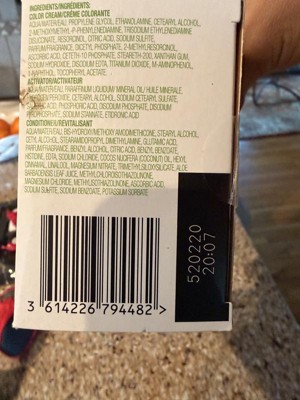 INGREDIENTS/INGRÉDIENTS:
COLOR CREAM/CRÈME COLORANTE
AQUA/WATER/EAU, PROPYLENE GLYCOL, ETHANOLAMINE, CETEARYL ALCOHOL,
2-METHOXYMETHYL-P-PHENYLENEDIAMINE, TRISODIUM ETHYLENEDIAMINE
DISUCCINATE, RESORCINOL, CITRIC ACID, SODIUM SULFITE,
PARFUM/FRAGRANCE, DICETYL PHOSPHATE, 2-METHYLRESORCINOL,
ASCORBIC ACID, CETETH-10 PHOSPHATE, STEARETH-200, XANTHAN GUM,
SODIUM HYDROXIDE, DISODIUM EDTA, TITANIUM DIOXIDE, M-AMINOPHENOL,
1-NAPHTHOL, TOCOPHERYL ACETATE.
ACTIVATOR/ACTIVATEUR
AQUA/WATER/EAU, PARAFFINUM LIQUIDUM/ MINERAL OIL/ HUILE MINERALE,
PEROXIDE, CETEARYL ALCOHOL, SODIUM CETEARYL SULFATE,
PHOSPHORIC ACID, DISODIUM PHOSPHATE, DISODIUM
PHOSPHATE, SODIUM STANNATE, ETIDRONIC ACID
CONDITIONER/REVITALISANT
AQUA/WATER/EAU, BIS-HYDROXY/METHOXY AMODIMETHICONE, STEARYL ALCOHOL,
CETYL ALCOHOL, STEARAMIDOPROPYL DIMETHYLAMINE, GLUTAMIC ACID,
PARFUM/FRAGRANCE, BENZYL ALCOHOL, CITRIC ACID, BENZYL BENZOATE,
HISTIDINE, EDTA, SODIUM CHLORIDE, COCOS NUCIFERA (COCONUT) OIL, HEXYL
CINNAMAL, LINALOOL, MAGNESIUM NITRATE, TRIMETHYLSILOXYSILICATE, ALOE
BARBADENSIS LEAF JUICE, METHYLCHLOROISOTHIAZOLINONE,
MAGNESIUM CHLORIDE, METHYLISOTHIAZOLINONE, ASCORBIC ACID,
SODIUM SULFITE, SODIUM BENZOATE, POTASSIUM SORBATE
520220
20:07
3 614226 794482 >